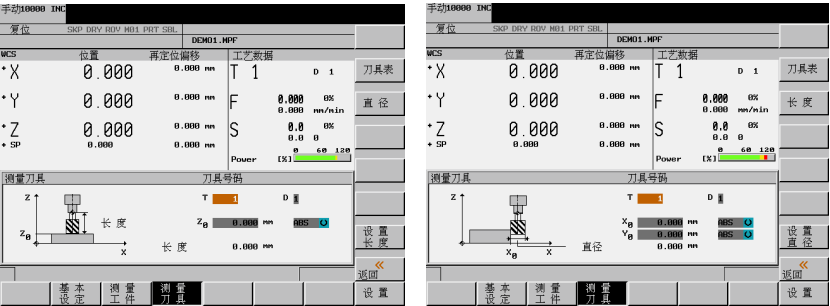 手动10000 INC
复位 SKP DRY ROV M01 PRT SBL
DEMO1.MPF
WCS 位置 再定位偏移 工艺数据
+X 0.000 0.000 mm T 1 D 1
刀具表
+Y 0.000 0.000 mm F 0.000 0%
0.000 mm/min
直径
+Z 0.000 0.000 mm S 0.0 0%
+SP 0.000 0.0 0
0 60 120
Power [%]
测量刀具 刀具号码
Z T 1 D 1
长度
Z0 Z0 0.000 mm ABS
X 长度 0.000 mm
设置长度
«
返回
基本设定 测量工件 测量刀具 设置
手动10000 INC
复位 SKP DRY ROV M01 PRT SBL
DEMO1.MPF
WCS 位置 再定位偏移 工艺数据
+X 0.000 0.000 mm T 1 D 1
刀具表
+Y 0.000 0.000 mm F 0.000 0%
0.000 mm/min
长度
+Z 0.000 0.000 mm S 0.0 0%
+SP 0.000 0.0 0
0 60 120
Power [%]
测量刀具 刀具号码
Z T 1 D 1
X0 0.000 mm ABS
Y0 0.000 mm ABS
X0 X 直径 0.000 mm
设置直径
«
返回
基本设定 测量工件 测量刀具 设置